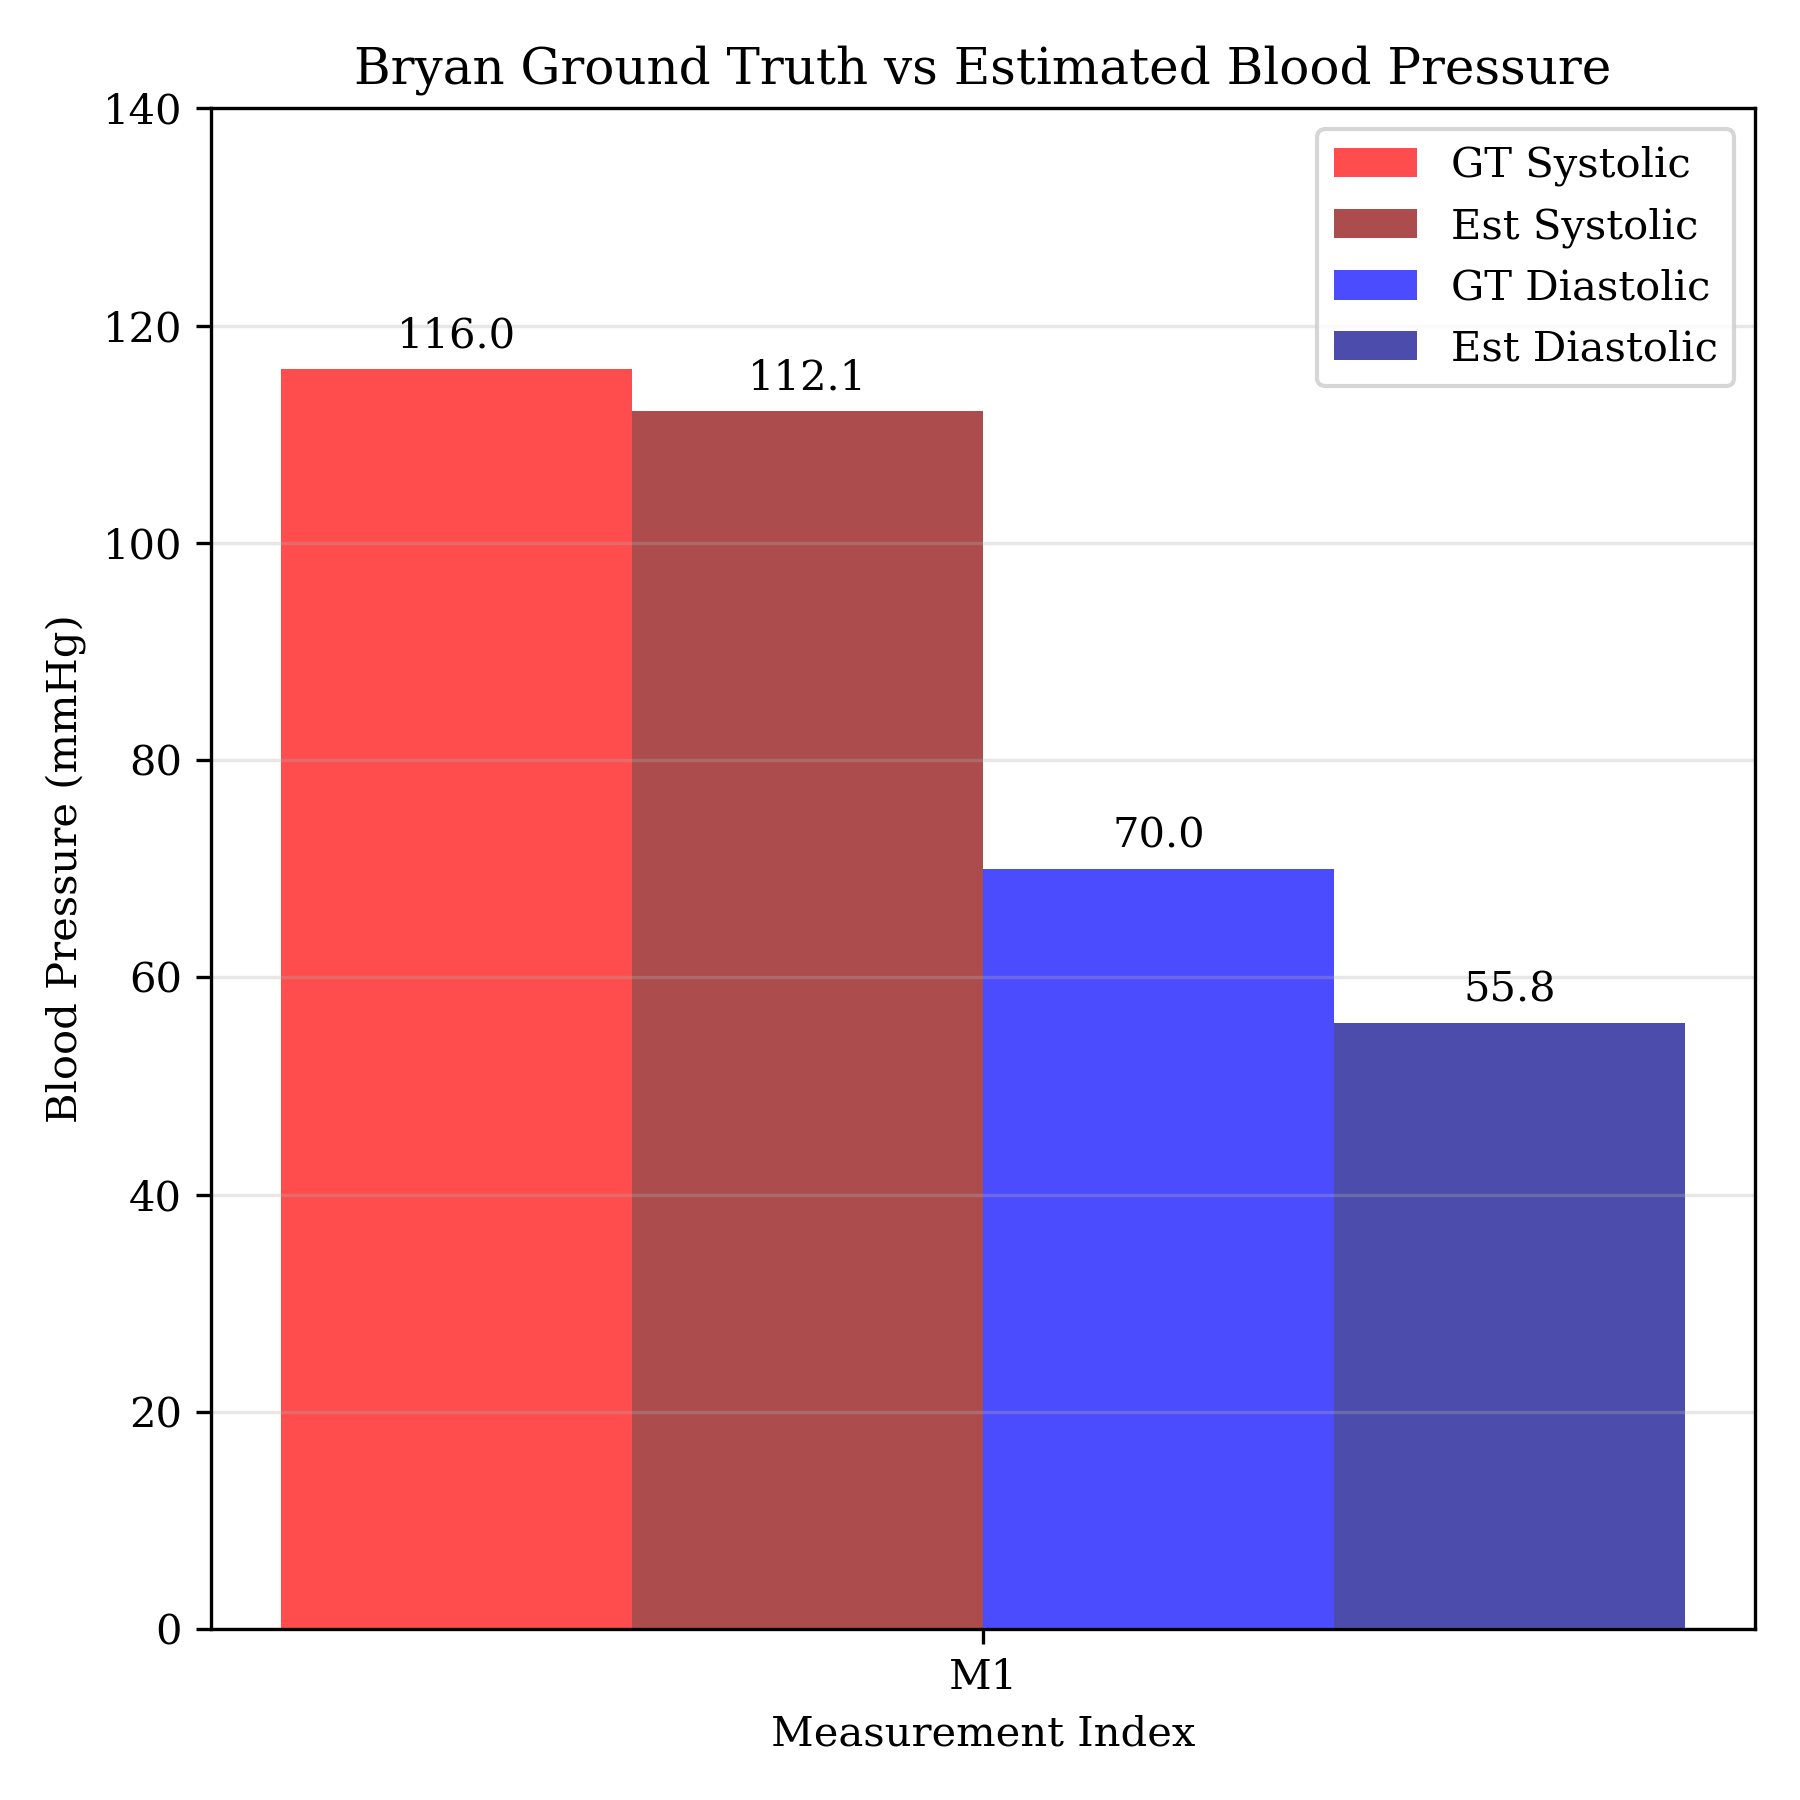 Bryan Ground Truth vs Estimated Blood Pressure
140
120
100
80
60
40
20
0
Blood Pressure (mmHg)
GT Systolic
Est Systolic
GT Diastolic
Est Diastolic
116.0
112.1
70.0
55.8
M1
Measurement Index